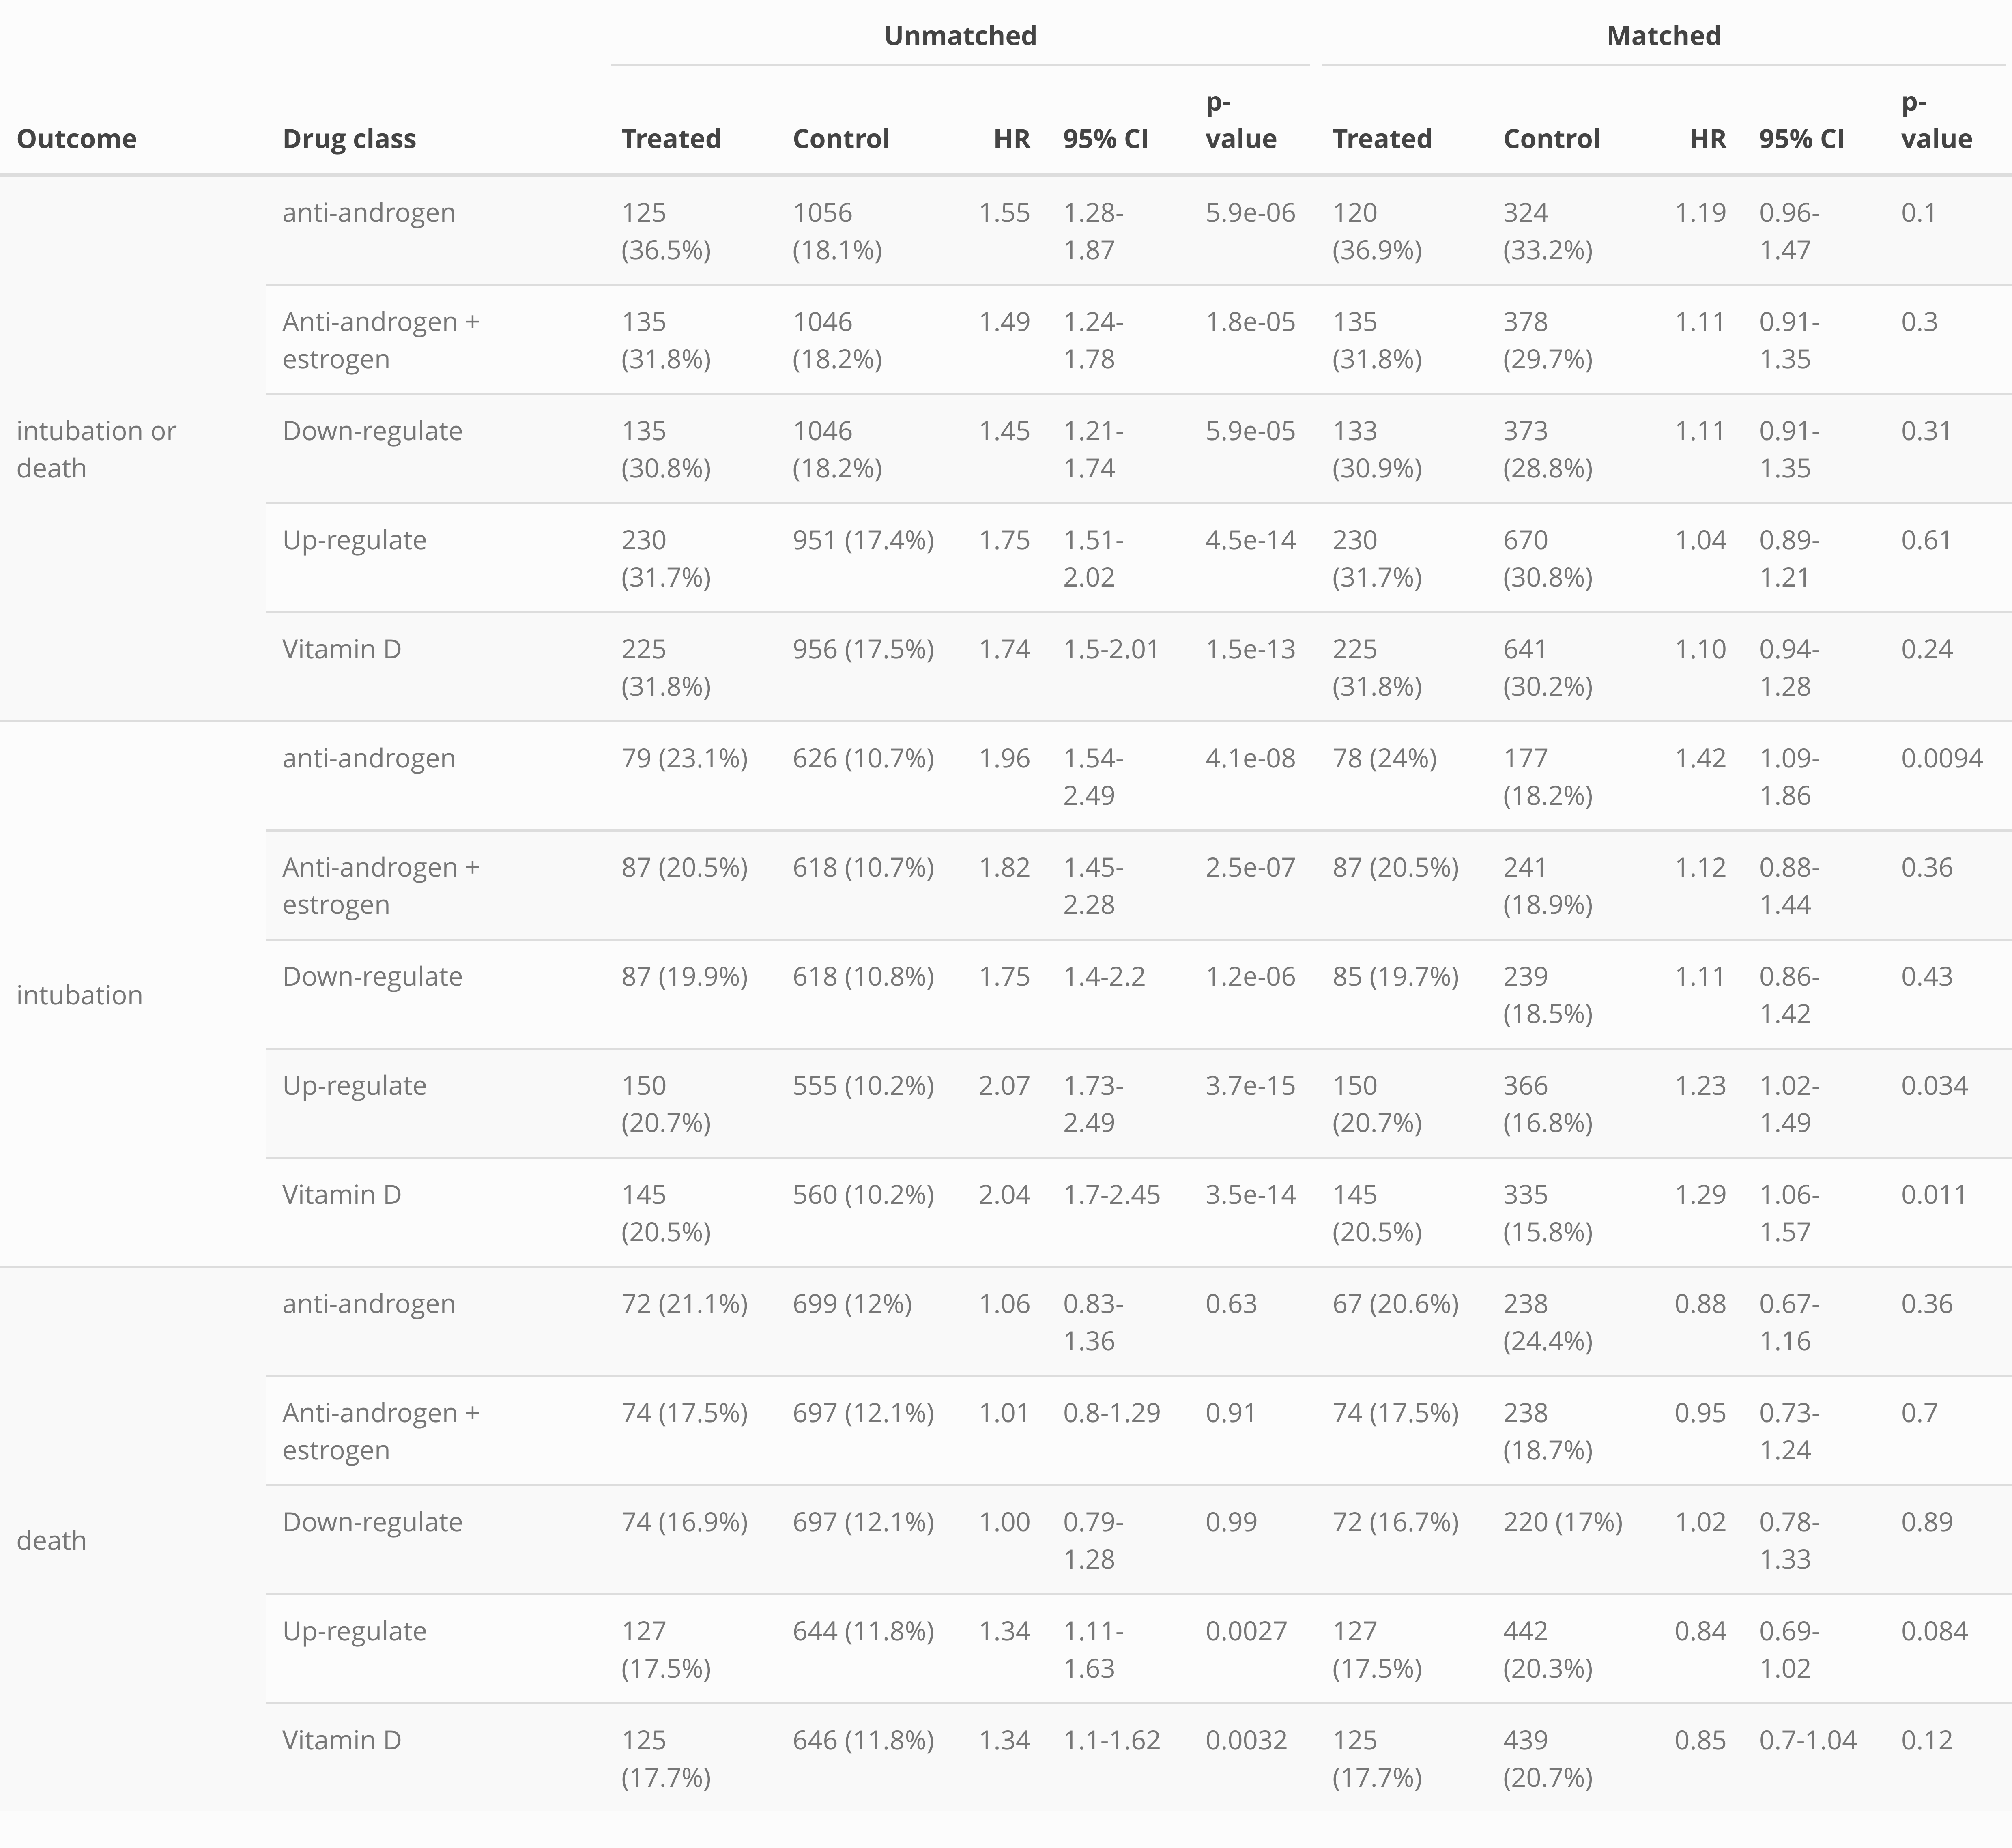 Unmatched Matched
Outcome Drug class Treated Control HR 95% CI p-value Treated Control HR 95% CI p-value
intubation or death
anti-androgen 125 (36.5%) 1056 (18.1%) 1.55 1.28-1.87 5.9e-06 120 (36.9%) 324 (33.2%) 1.19 0.96-1.47 0.1
Anti-androgen + estrogen 135 (31.8%) 1046 (18.2%) 1.49 1.24-1.78 1.8e-05 135 (31.8%) 378 (29.7%) 1.11 0.91-1.35 0.3
Down-regulate 135 (30.8%) 1046 (18.2%) 1.45 1.21-1.74 5.9e-05 133 (30.9%) 373 (28.8%) 1.11 0.91-1.35 0.31
Up-regulate 230 (31.7%) 951 (17.4%) 1.75 1.51-2.02 4.5e-14 230 (31.7%) 670 (30.8%) 1.04 0.89-1.21 0.61
Vitamin D 225 (31.8%) 956 (17.5%) 1.74 1.5-2.01 1.5e-13 225 (31.8%) 641 (30.2%) 1.10 0.94-1.28 0.24
intubation
anti-androgen 79 (23.1%) 626 (10.7%) 1.96 1.54-2.49 4.1e-08 78 (24%) 177 (18.2%) 1.42 1.09-1.86 0.0094
Anti-androgen + estrogen 87 (20.5%) 618 (10.7%) 1.82 1.45-2.28 2.5e-07 87 (20.5%) 241 (18.9%) 1.12 0.88-1.44 0.36
Down-regulate 87 (19.9%) 618 (10.8%) 1.75 1.4-2.2 1.2e-06 85 (19.7%) 239 (18.5%) 1.11 0.86-1.42 0.43
Up-regulate 150 (20.7%) 555 (10.2%) 2.07 1.73-2.49 3.7e-15 150 (20.7%) 366 (16.8%) 1.23 1.02-1.49 0.034
Vitamin D 145 (20.5%) 560 (10.2%) 2.04 1.7-2.45 3.5e-14 145 (20.5%) 335 (15.8%) 1.29 1.06-1.57 0.011
death
anti-androgen 72 (21.1%) 699 (12%) 1.06 0.83-1.36 0.63 67 (20.6%) 238 (24.4%) 0.88 0.67-1.16 0.36
Anti-androgen + estrogen 74 (17.5%) 697 (12.1%) 1.01 0.8-1.29 0.91 74 (17.5%) 238 (18.7%) 0.95 0.73-1.24 0.7
Down-regulate 74 (16.9%) 697 (12.1%) 1.00 0.79-1.28 0.99 72 (16.7%) 220 (17%) 1.02 0.78-1.33 0.89
Up-regulate 127 (17.5%) 644 (11.8%) 1.34 1.11-1.63 0.0027 127 (17.5%) 442 (20.3%) 0.84 0.69-1.02 0.084
Vitamin D 125 (17.7%) 646 (11.8%) 1.34 1.1-1.62 0.0032 125 (17.7%) 439 (20.7%) 0.85 0.7-1.04 0.12